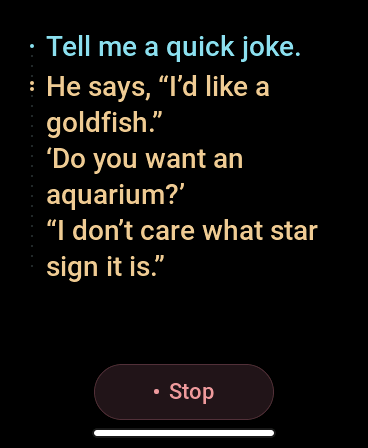 Tell me a quick joke.
He says, “I’d like a
goldfish.”
‘Do you want an
aquarium?’
“I don’t care what star
sign it is.”
Stop